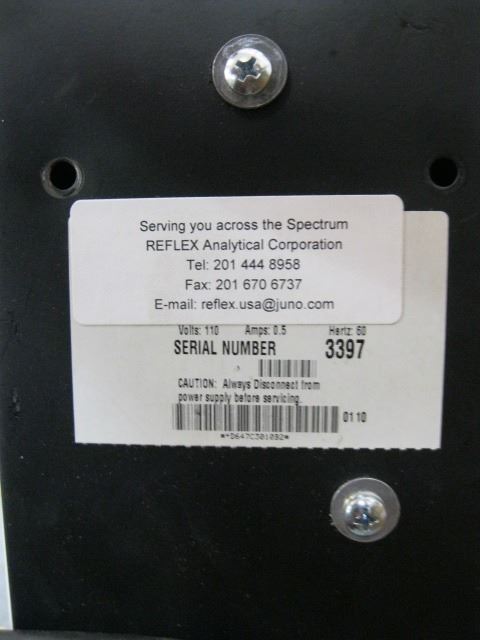 Serving you across the Spectrum
REFLEX Analytical Corporation
Tel: 201 444 8958
Fax: 201 670 6737
E-mail: reflex.usa@juno.com
Volts: 110 Amps: 0.5 Hertz: 60
SERIAL NUMBER 3397
CAUTION: Always Disconnect from
power supply before servicing.
0110
*+D647C301092*